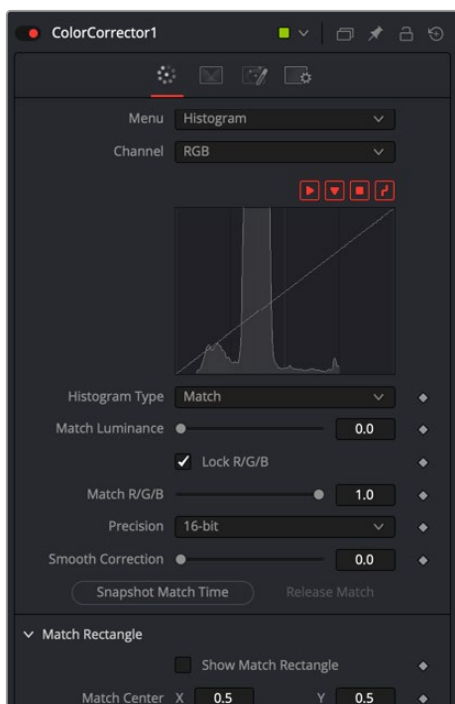 ColorCorrector1
Menu Histogram
Channel RGB
Histogram Type Match
Match Luminance 0.0
Lock R/G/B
Match R/G/B 1.0
Precision 16-bit
Smooth Correction 0.0
Snapshot Match Time Release Match
Match Rectangle
Show Match Rectangle
Match Center X 0.5 Y 0.5